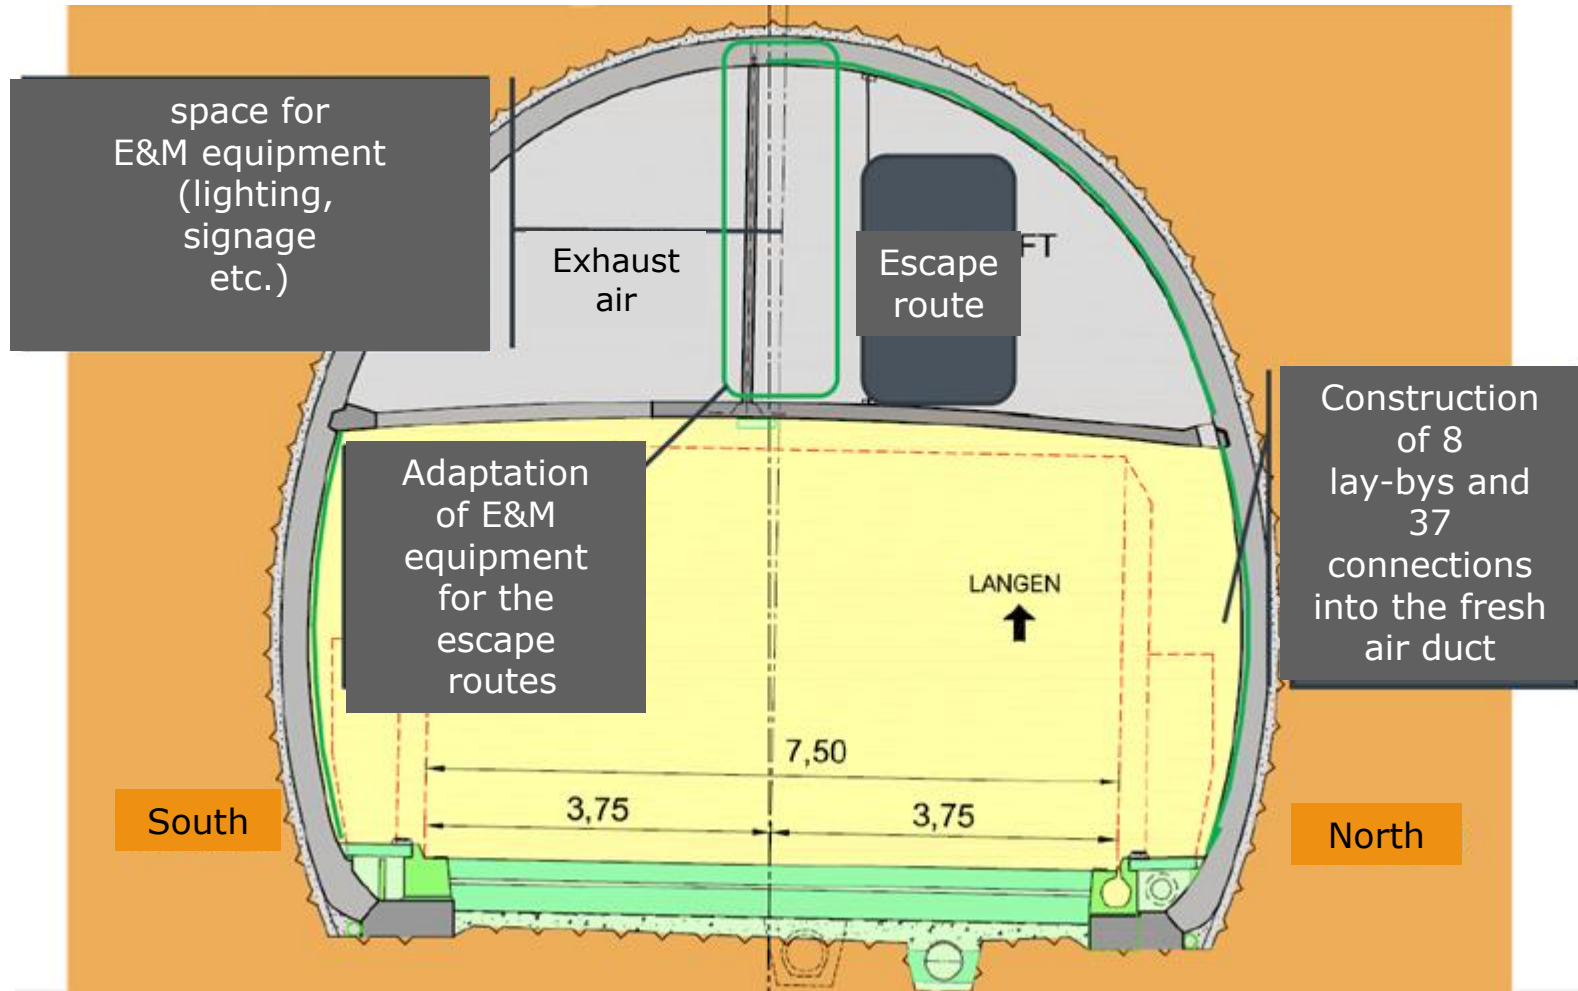 space for
E&M equipment
(lighting,
signage
etc.)
Exhaust
air
Escape
route
FT
Construction
of 8
lay-bys and
37
connections
into the fresh
air duct
Adaptation
of E&M
equipment
for the
escape
routes
LANGEN
7,50
3,75
3,75
South
North